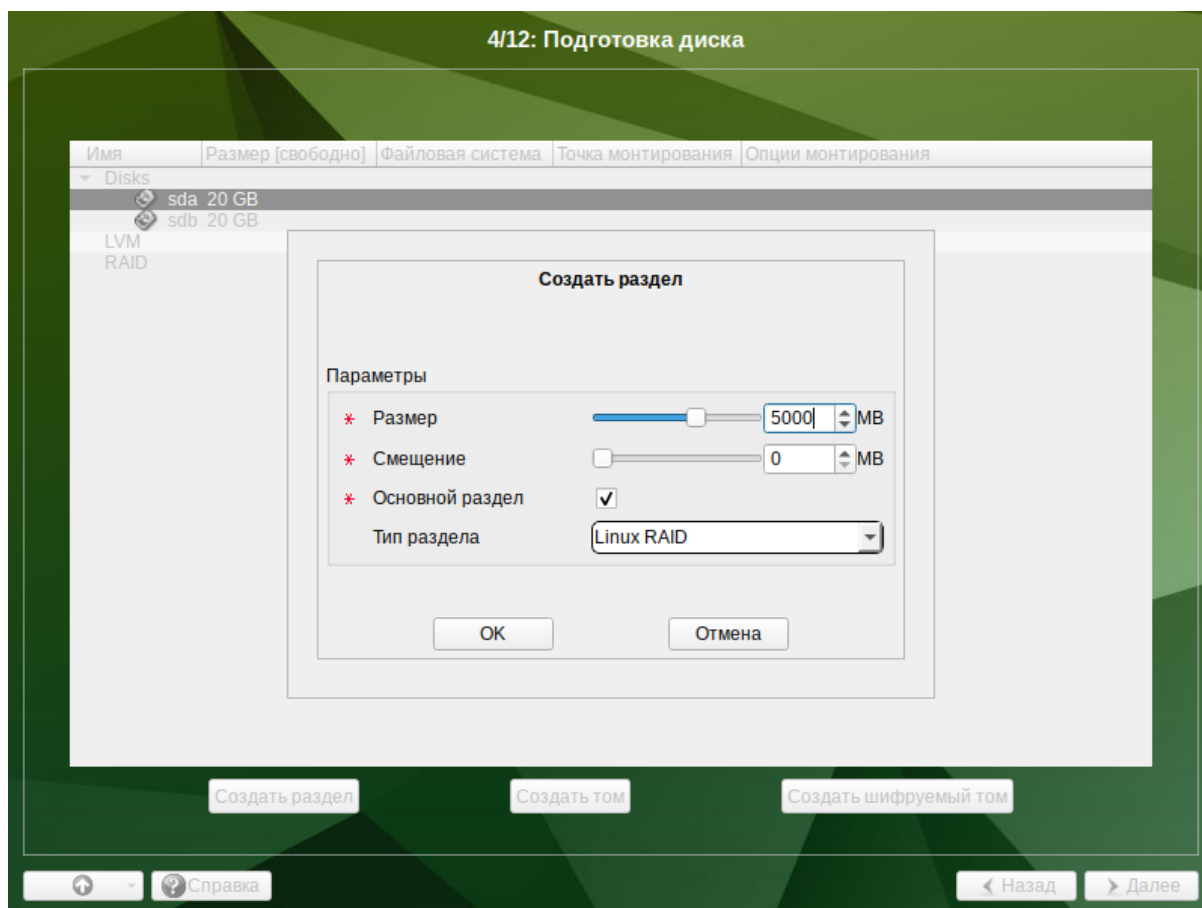 4/12: Подготовка диска
Имя Размер [свободно] Файловая система Точка монтирования Опции монтирования
Disks
sda 20 GB
sdb 20 GB
LVM
RAID
Создать раздел
Параметры
* Размер 5000 MB
* Смещение 0 MB
* Основной раздел
Тип раздела Linux RAID
OK Отмена
Создать раздел Создать том Создать шифруемый том
Справка Назад Далее